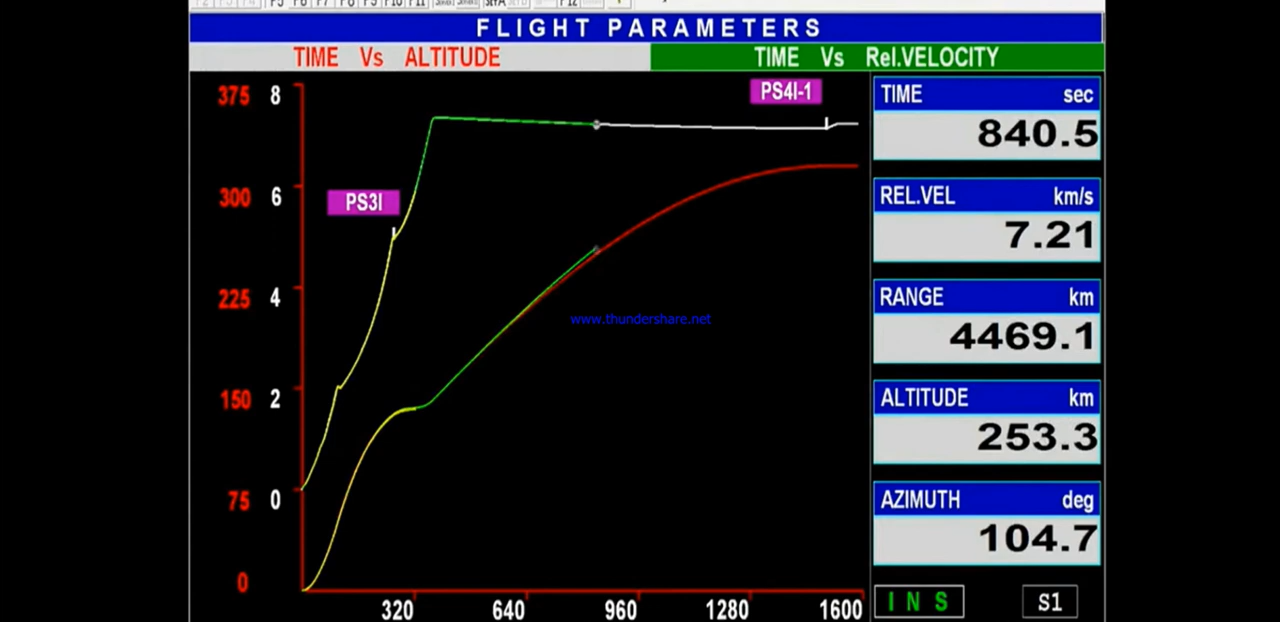 FLIGHT PARAMETERS
TIME Vs ALTITUDE
TIME Vs Rel.VELOCITY
375 8
PS4I-1
TIME sec
840.5
300 6
PS3I
REL.VEL km/s
7.21
225 4
RANGE km
4469.1
www.thundershare.net
150 2
ALTITUDE km
253.3
75 0
AZIMUTH deg
104.7
0
320 640 960 1280 1600
INS
S1